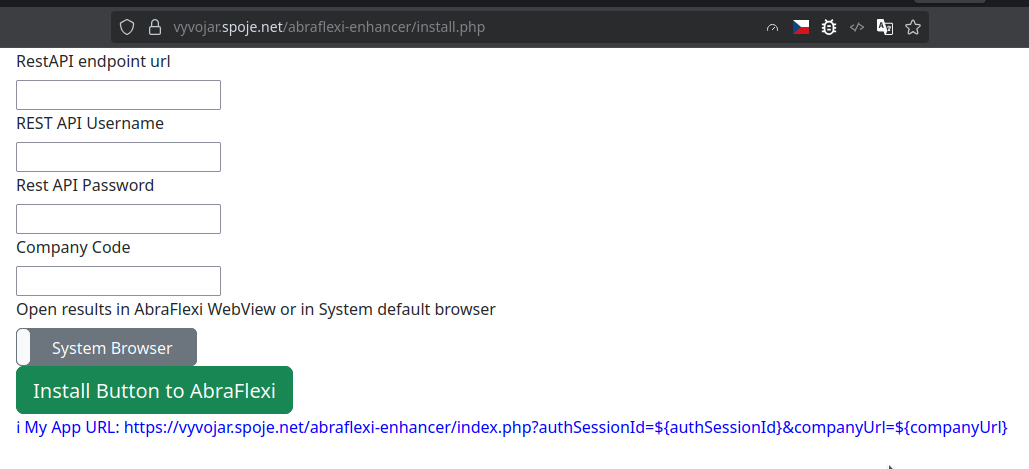 vyvojar.spoje.net/abraflexi-enhancer/install.php
RestAPI endpoint url
REST API Username
Rest API Password
Company Code
Open results in AbraFlexi WebView or in System default browser
System Browser
Install Button to AbraFlexi
i My App URL: https://vyvojar.spoje.net/abraflexi-enhancer/index.php?authSessionId=${authSessionId}&companyUrl=${companyUrl}